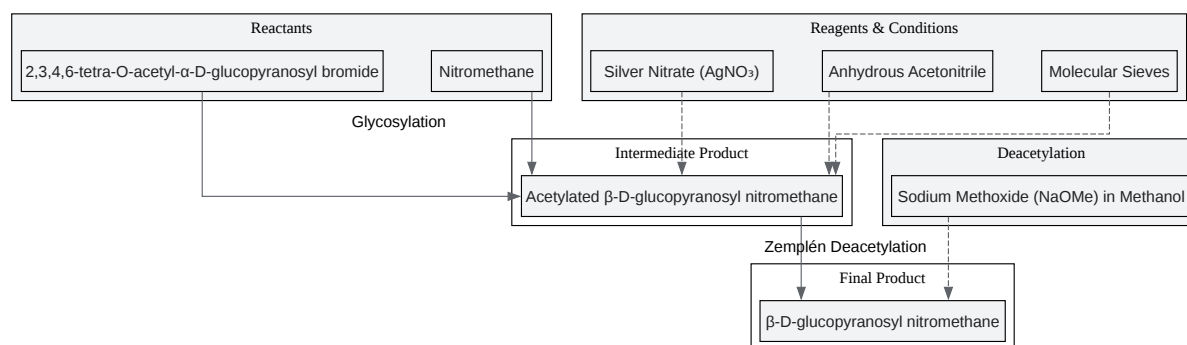 Reactants
Reagents & Conditions
2,3,4,6-tetra-O-acetyl-α-D-glucopyranosyl bromide
Nitromethane
Silver Nitrate (AgNO₃)
Anhydrous Acetonitrile
Molecular Sieves
Glycosylation
Intermediate Product
Deacetylation
Acetylated β-D-glucopyranosyl nitromethane
Sodium Methoxide (NaOMe) in Methanol
Zemplén Deacetylation
Final Product
β-D-glucopyranosyl nitromethane